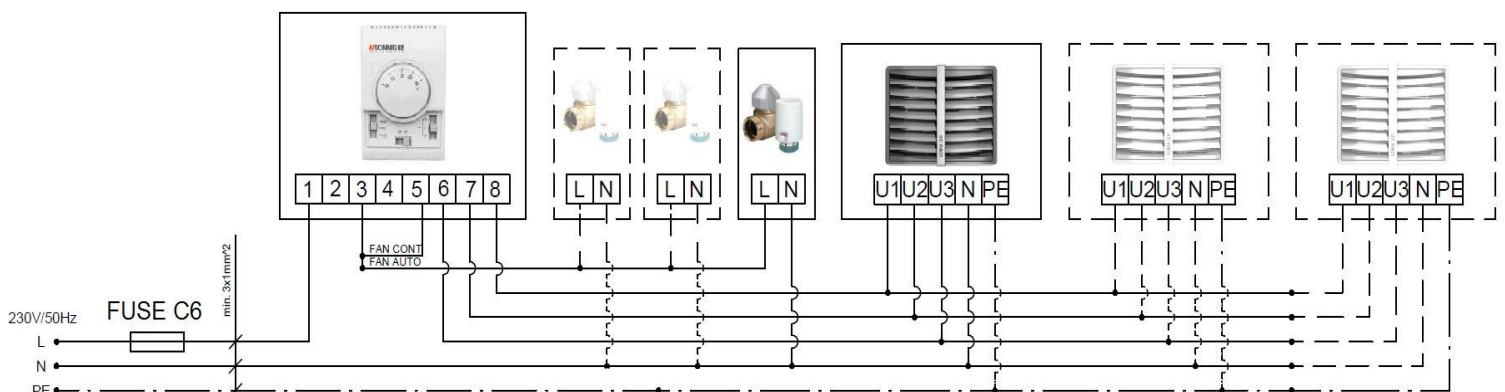 SONNIGER
1 2 3 4 5 6 7 8
L N
L N
L N
U1 U2 U3 N PE
U1 U2 U3 N PE
U1 U2 U3 N PE
FAN CONT
FAN AUTO
min. 3x1mm^2
230V/50Hz
FUSE C6
L
N
PE